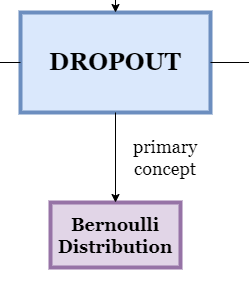 DROPOUT
primary
concept
Bernoulli
Distribution